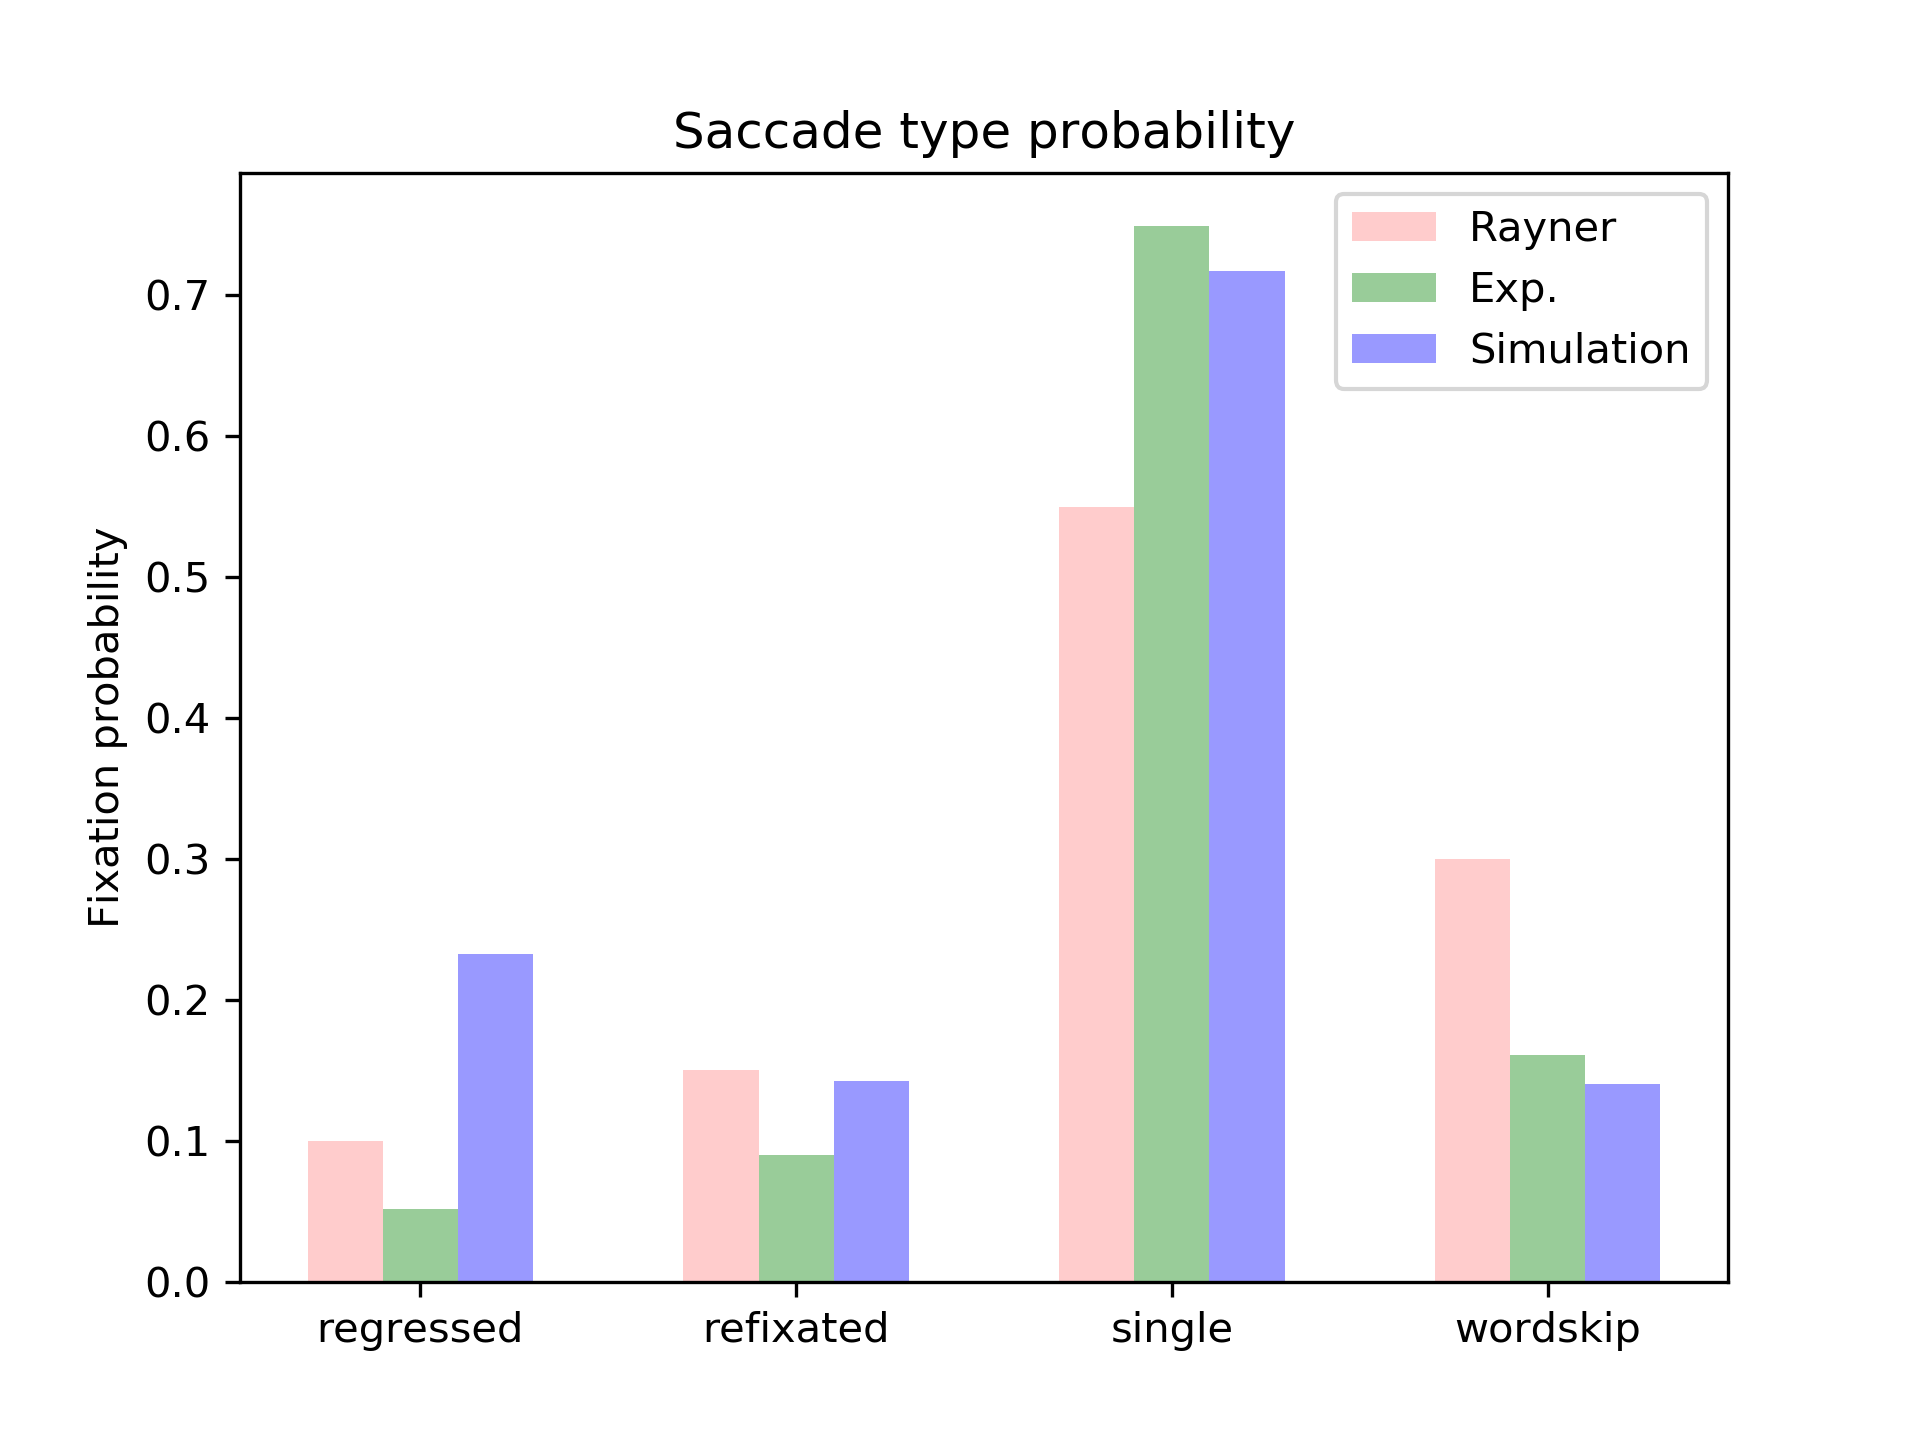 Saccade type probability
Rayner
Exp.
Simulation
Fixation probability
0.7
0.6
0.5
0.4
0.3
0.2
0.1
0.0
regressed refixated single wordskip